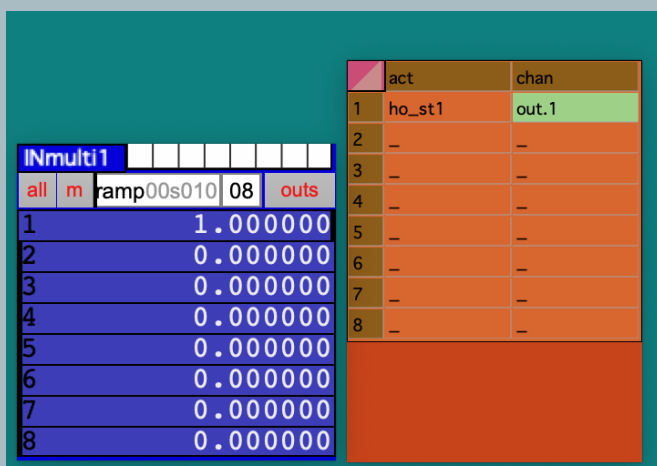 INmulti1
all m ramp00s010 08 outs
1 1.000000
2 0.000000
3 0.000000
4 0.000000
5 0.000000
6 0.000000
7 0.000000
8 0.000000
act chan
1 ho_st1 out.1
2 _ _
3 _ _
4 _ _
5 _ _
6 _ _
7 _ _
8 _ _